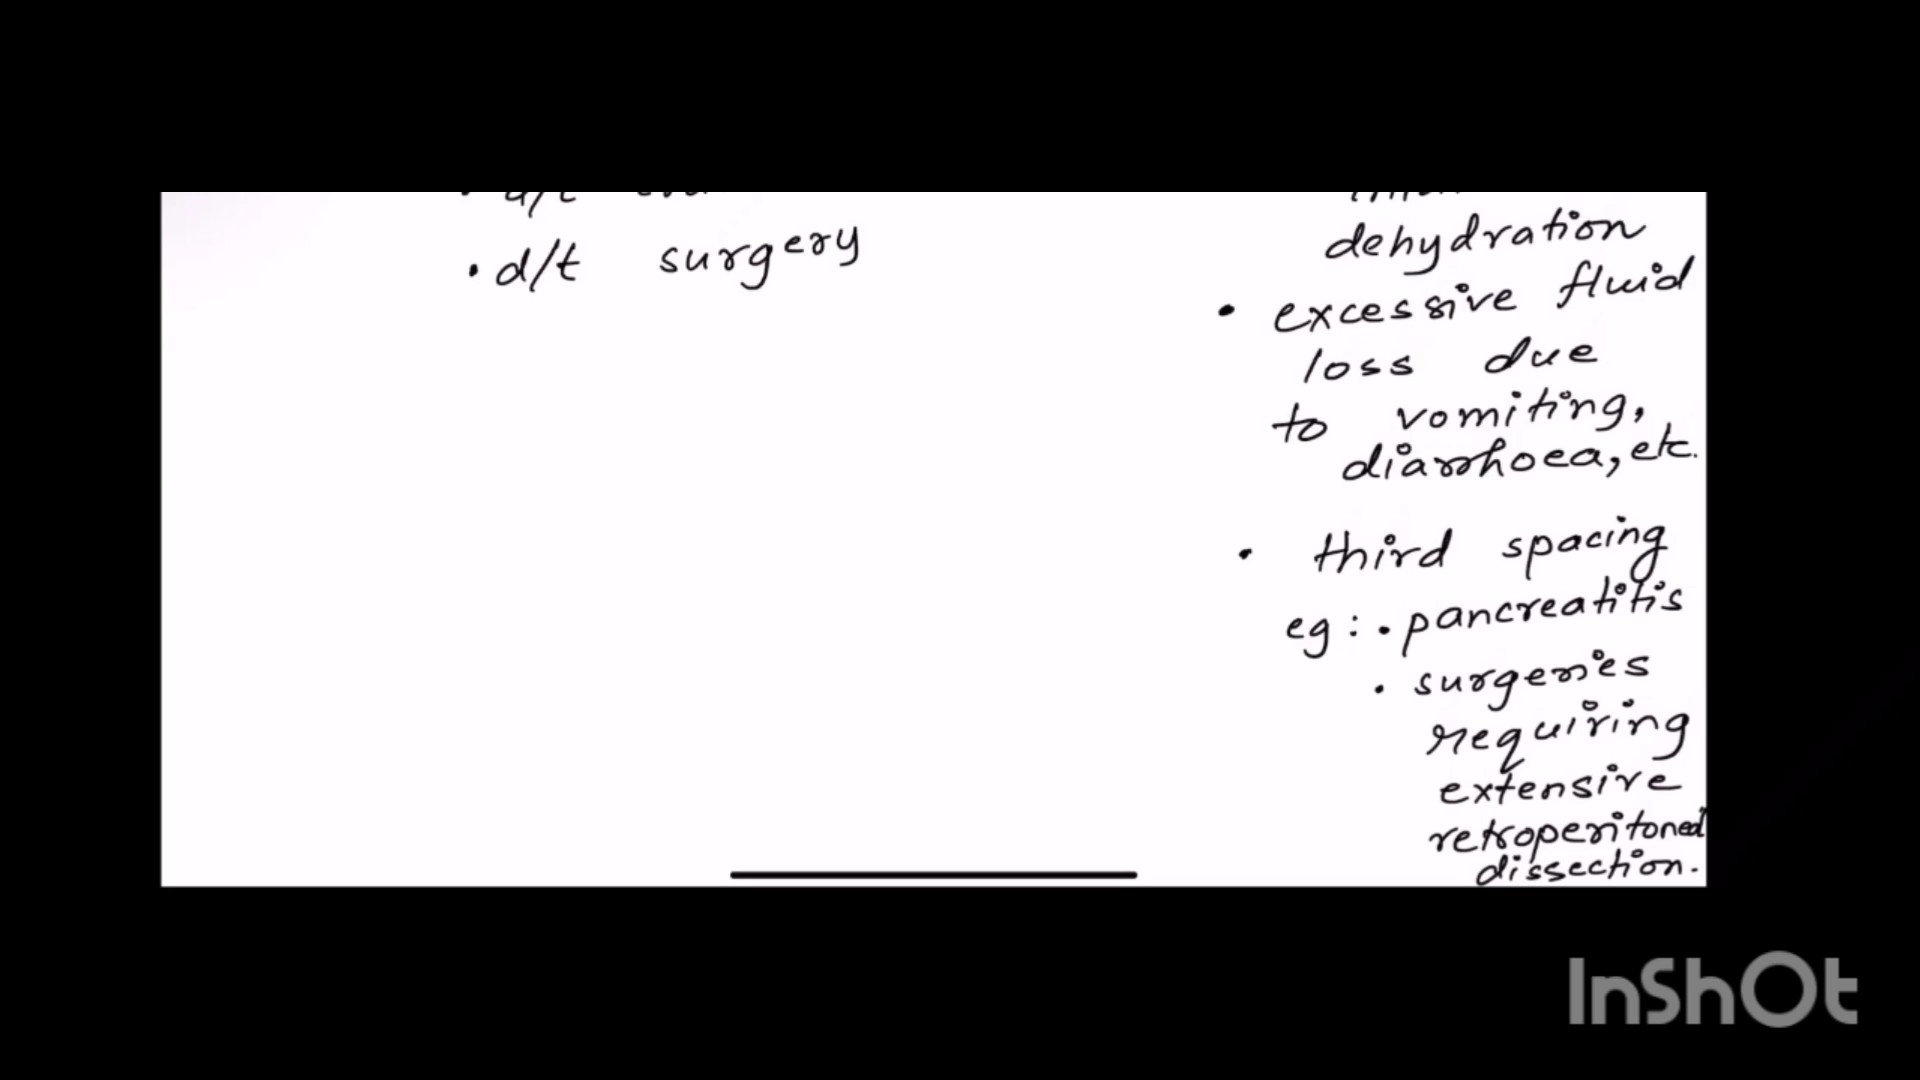 • d/t
• d/t surgery
dehydration
• excessive fluid
loss due
to vomiting,
diarrhoea, etc.
• third spacing
eg: • pancreatitis
• surgeries
requiring
extensive
retroperitoneal
dissection.
InShOt